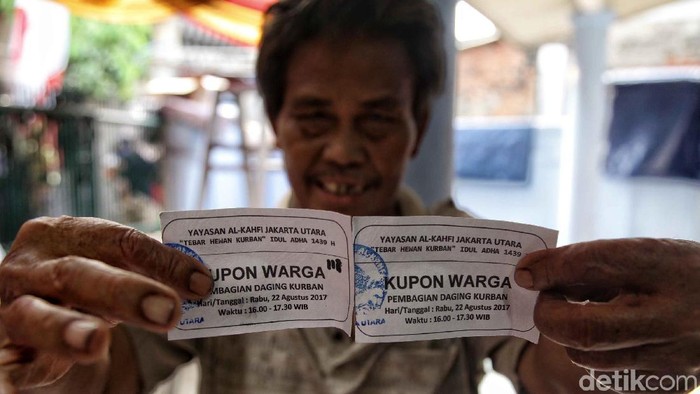 YAYASAN AL-KAHFI JAKARTA UTARA
"TEBAR HEWAN KURBAN" IDUL ADHA 1439 H
KUPON WARGA
PEMBAGIAN DAGING KURBAN
Hari/Tanggal : Rabu, 22 Agustus 2017
Waktu : 16.00 - 17.30 WIB
YAYASAN AL-KAHFI JAKARTA UTARA
"TEBAR HEWAN KURBAN" IDUL ADHA 1439
KUPON WARGA
PEMBAGIAN DAGING KURBAN
Hari/Tanggal : Rabu, 22 Agustus 2017
Waktu : 16.00 - 17.30 WIB
UTARA
detikcom